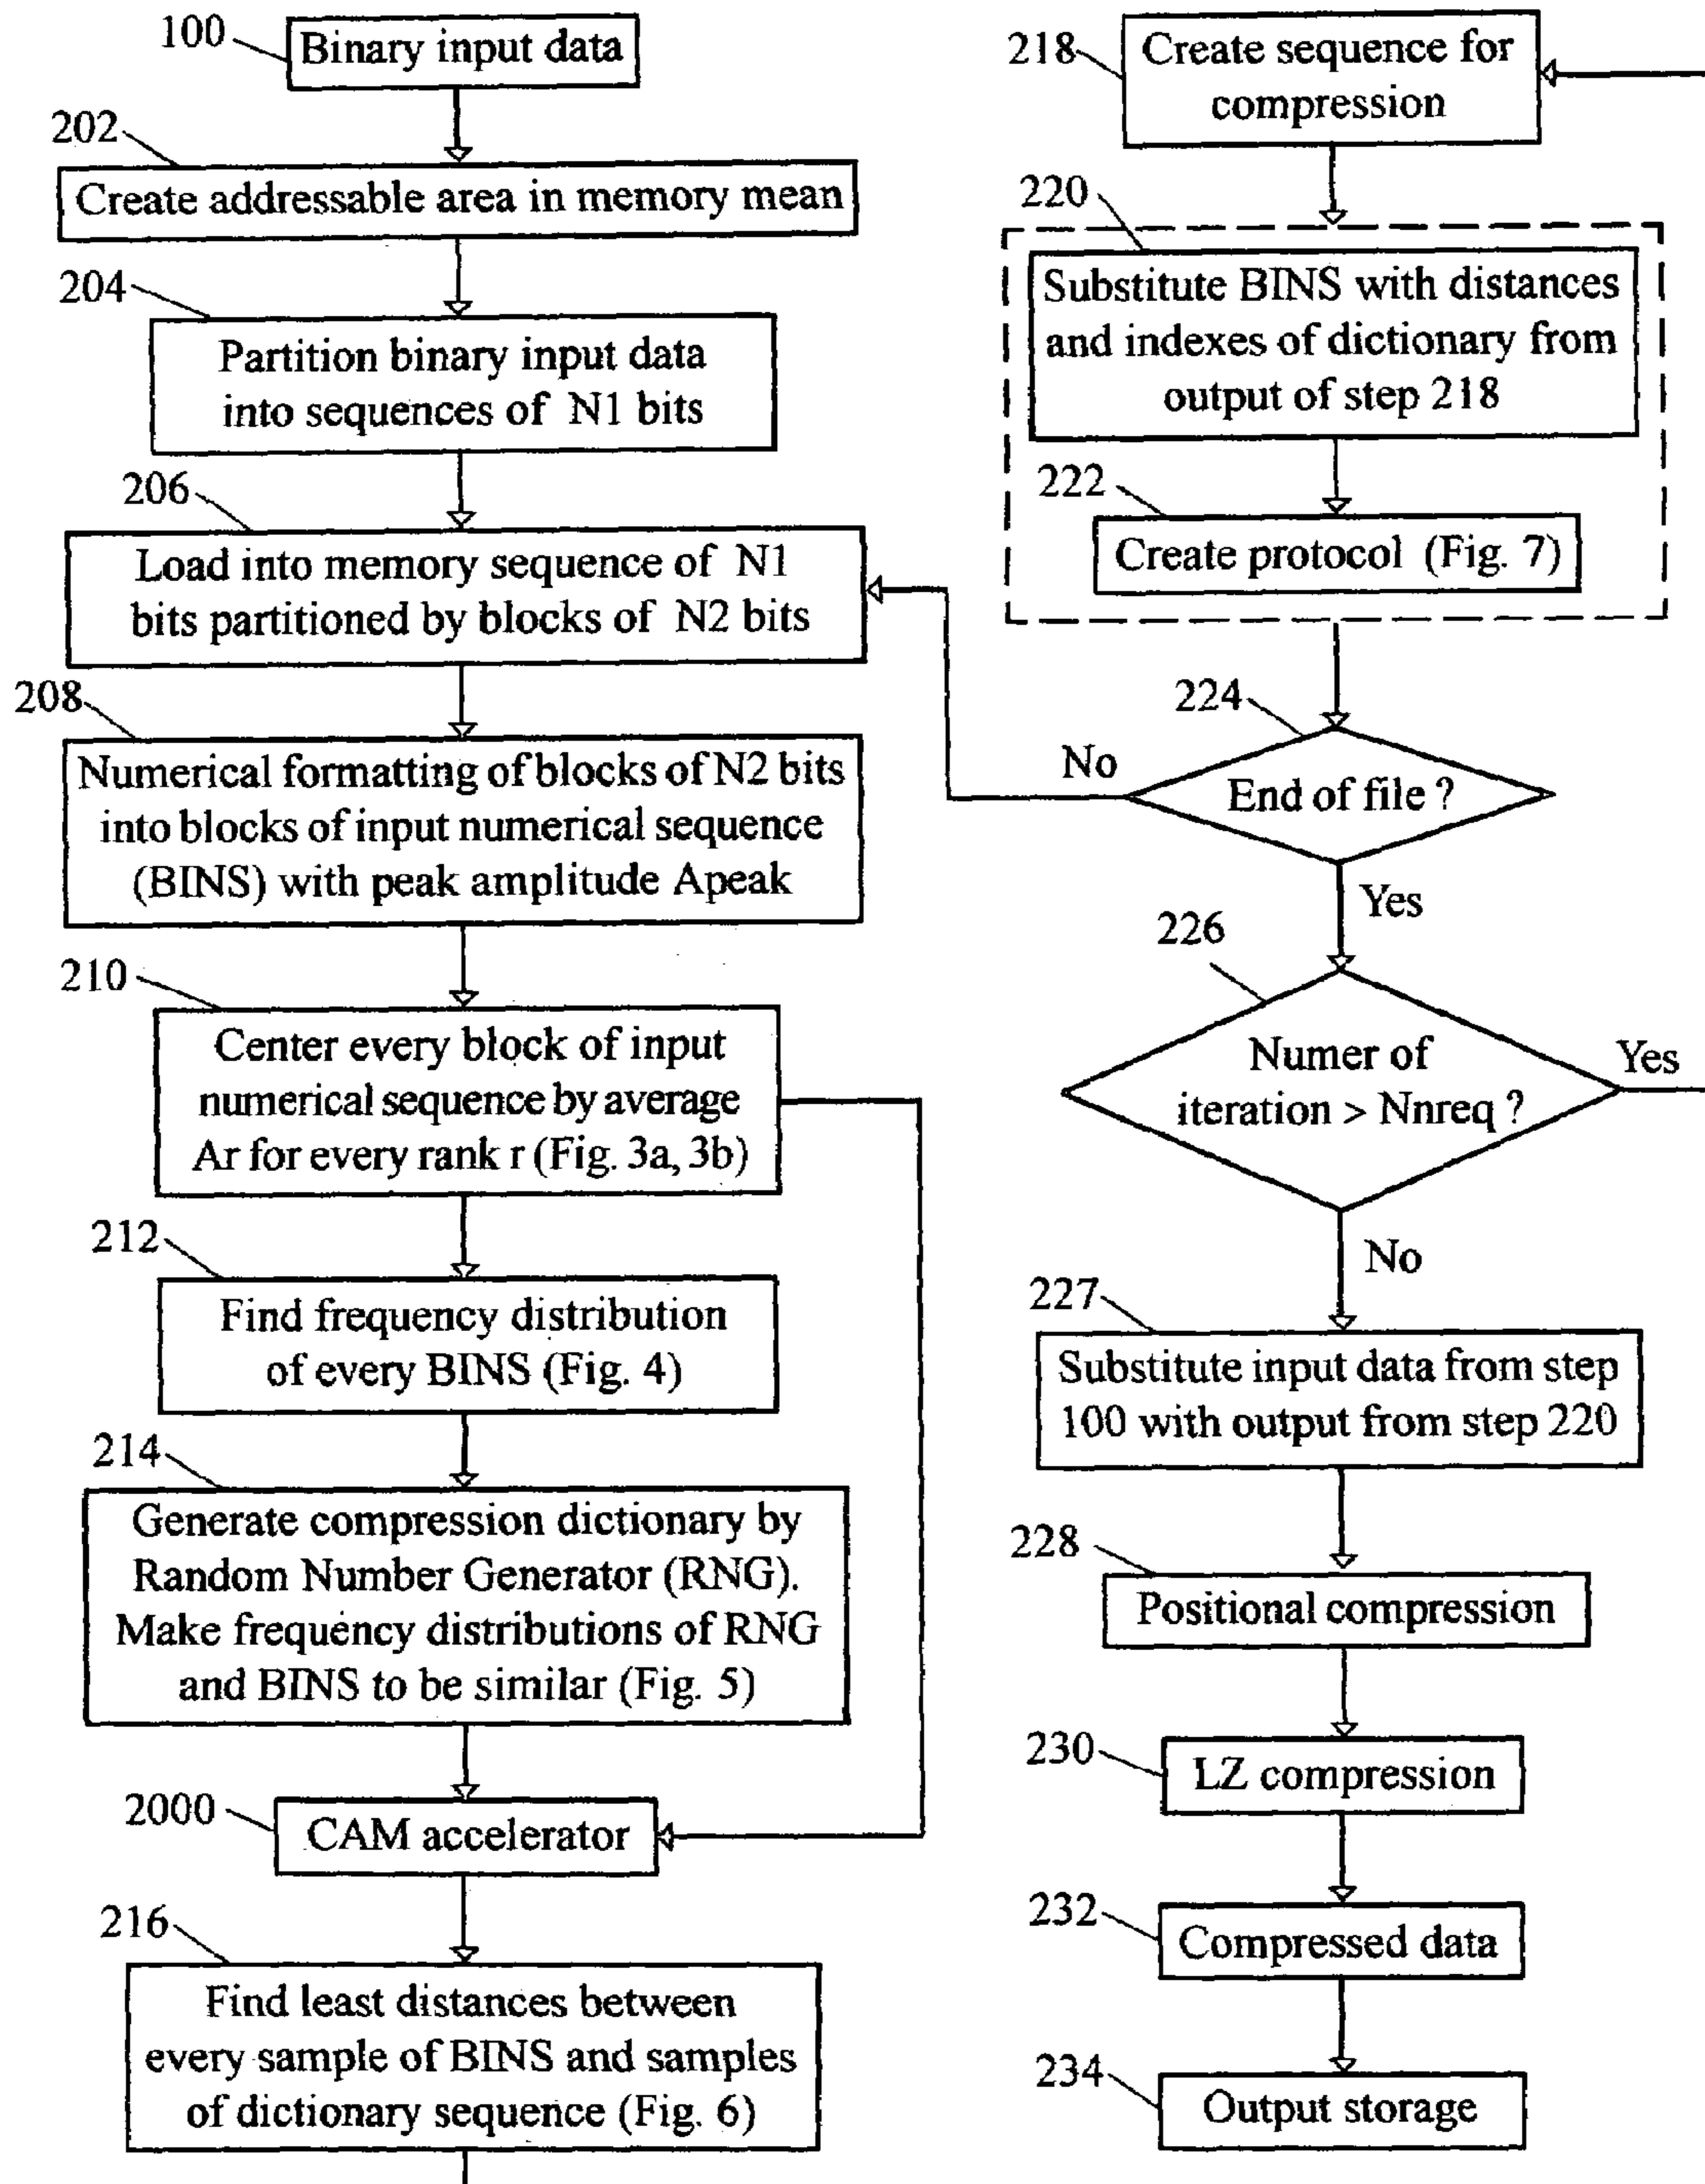 100
Binary input data
202
Create addressable area in memory mean
204
Partition binary input data
into sequences of N1 bits
206
Load into memory sequence of N1
bits partitioned by blocks of N2 bits
208
Numerical formatting of blocks of N2 bits
into blocks of input numerical sequence
(BINS) with peak amplitude Apeak
210
Center every block of input
numerical sequence by average
Ar for every rank r (Fig. 3a, 3b)
212
Find frequency distribution
of every BINS (Fig. 4)
214
Generate compression dictionary by
Random Number Generator (RNG).
Make frequency distributions of RNG
and BINS to be similar (Fig. 5)
2000
CAM accelerator
216
Find least distances between
every sample of BINS and samples
of dictionary sequence (Fig. 6)
218
Create sequence for
compression
220
Substitute BINS with distances
and indexes of dictionary from
output of step 218
222
Create protocol (Fig. 7)
224
No
End of file ?
Yes
226
Numer of
iteration > Nnreq ?
Yes
No
227
Substitute input data from step
100 with output from step 220
228
Positional compression
230
LZ compression
232
Compressed data
234
Output storage